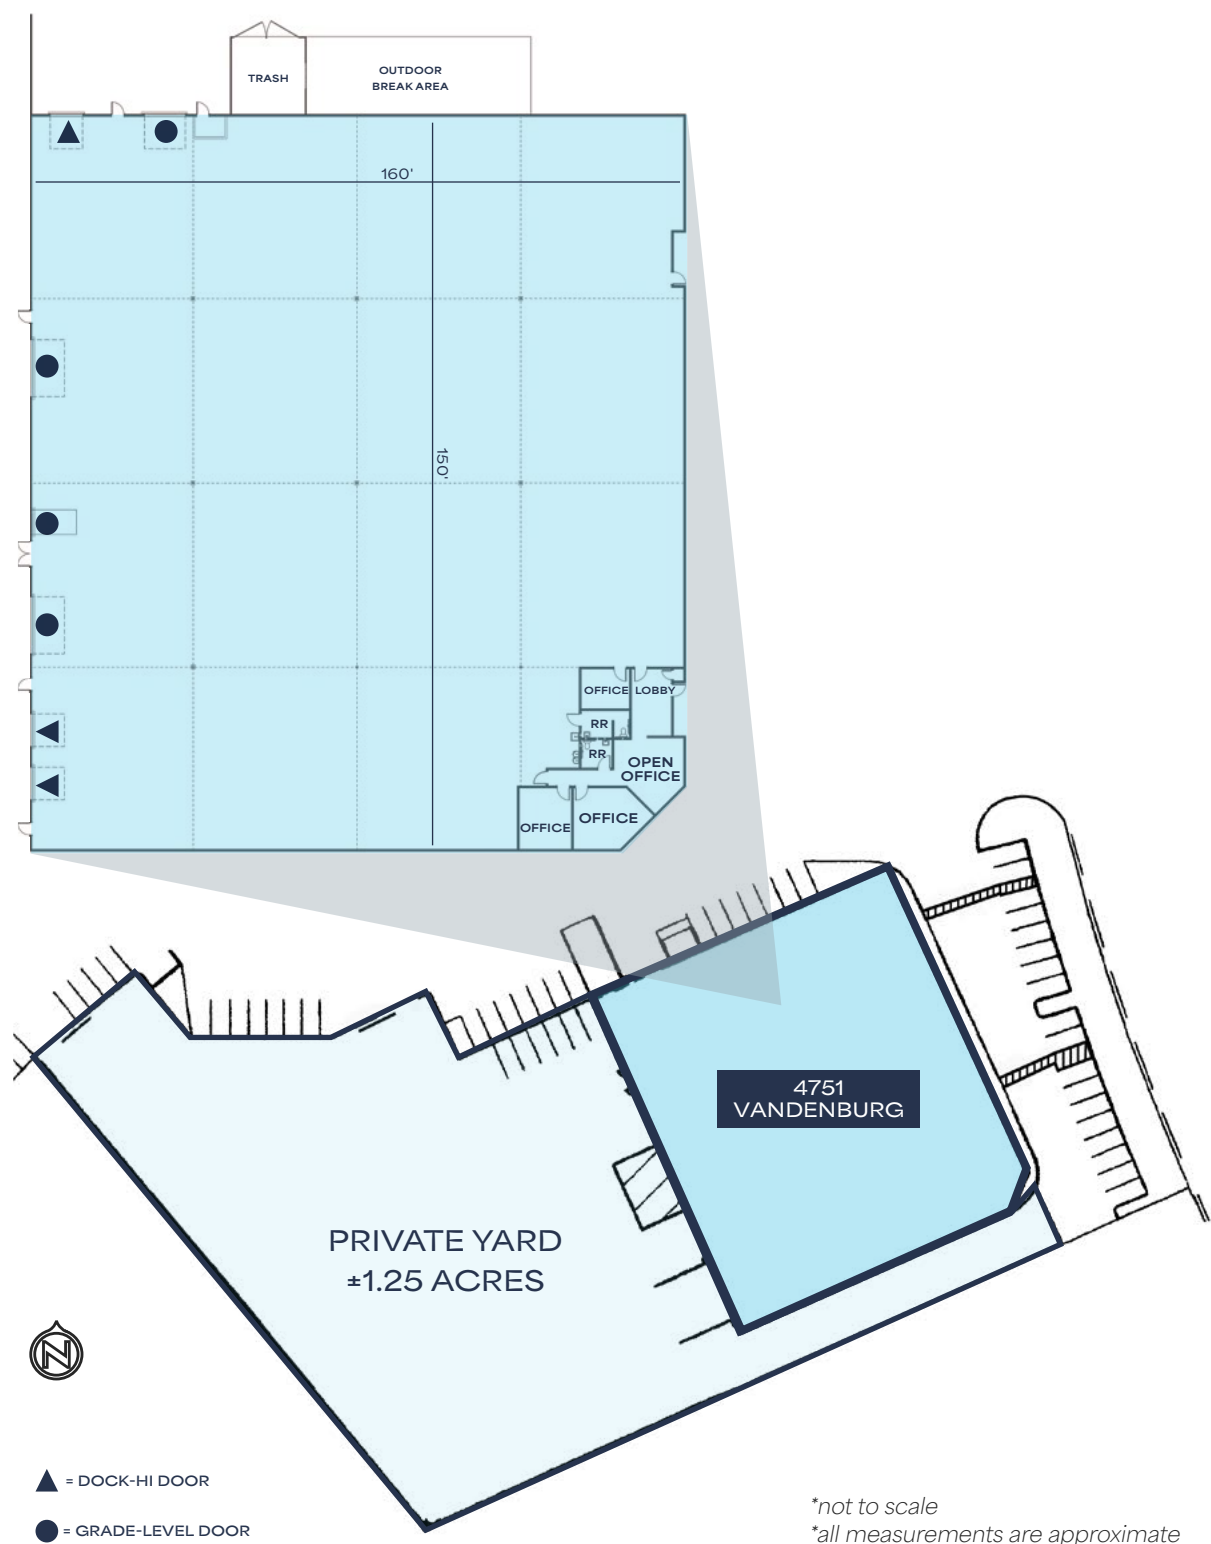 TRASH
OUTDOOR
BREAK AREA
160'
150'
OFFICE
LOBBY
RR
RR
OPEN
OFFICE
OFFICE
OFFICE
4751
VANDENBURG
PRIVATE YARD
±1.25 ACRES
N
= DOCK-HI DOOR
= GRADE-LEVEL DOOR
*not to scale
*all measurements are approximate